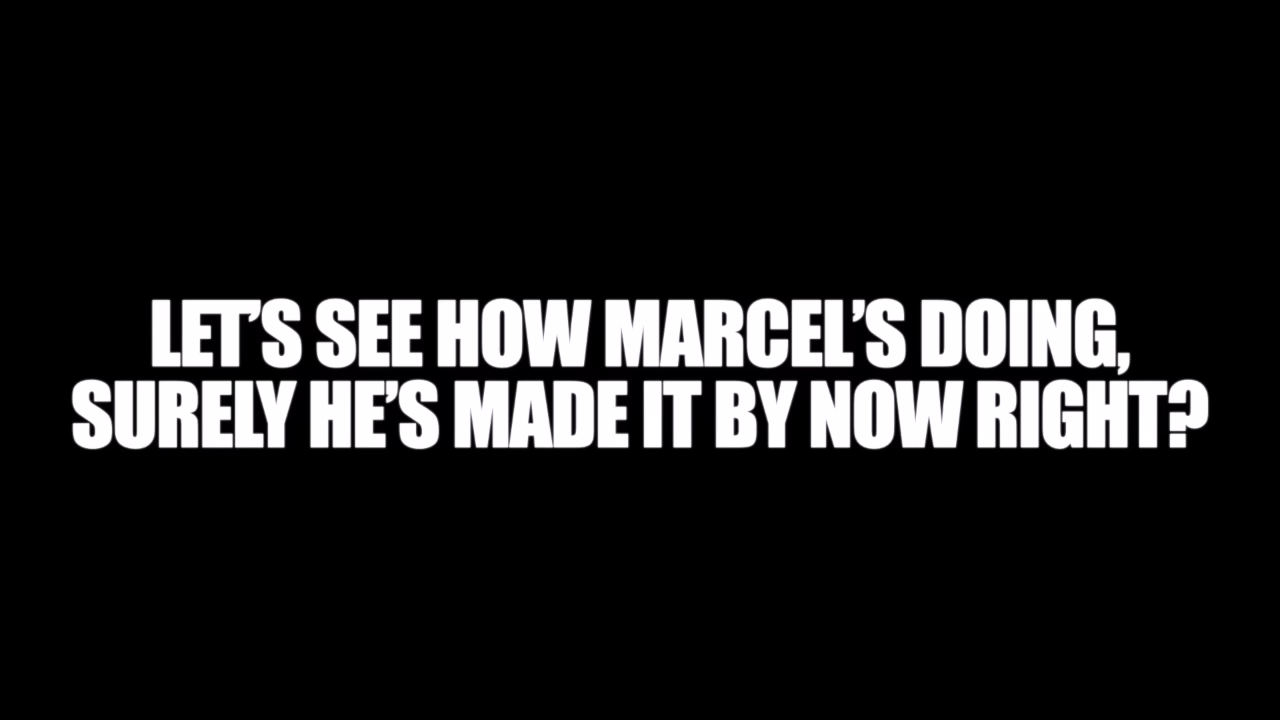 LET’S SEE HOW MARCEL’S DOING,
SURELY HE’S MADE IT BY NOW RIGHT?